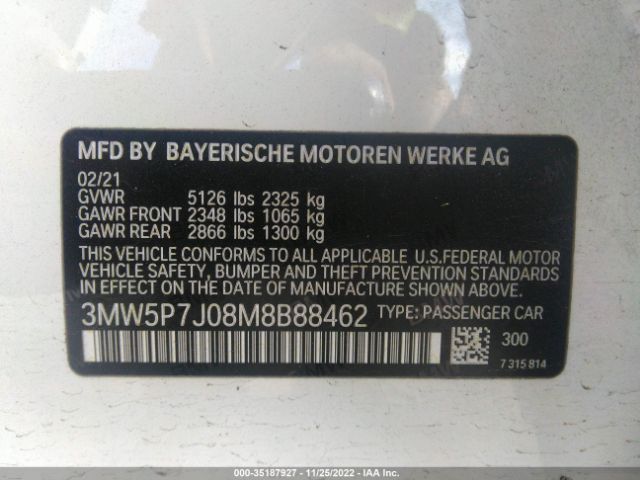 MFD BY BAYERISCHE MOTOREN WERKE AG
02/21
GVWR 5126 lbs 2325 kg
GAWR FRONT 2348 lbs 1065 kg
GAWR REAR 2866 lbs 1300 kg
THIS VEHICLE CONFORMS TO ALL APPLICABLE U.S.FEDERAL MOTOR
VEHICLE SAFETY, BUMPER AND THEFT PREVENTION STANDARDS
IN EFFECT ON THE DATE OF MANUFACTURE SHOWN ABOVE.
3MW5P7J08M8B88462 TYPE: PASSENGER CAR
300
7 315 814
000-35187927 - 11/25/2022 - IAA Inc.